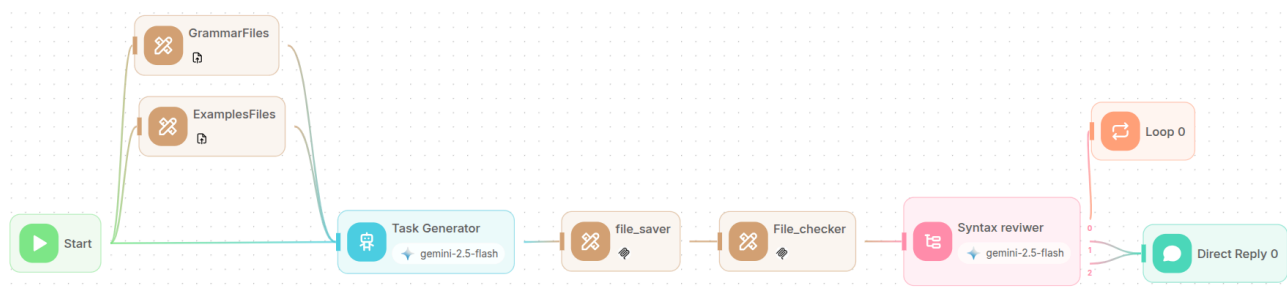 GrammarFiles
ExamplesFiles
Loop 0
Start
Task Generator
gemini-2.5-flash
file_saver
File_checker
Syntax reviwer
gemini-2.5-flash
0
1
2
Direct Reply 0